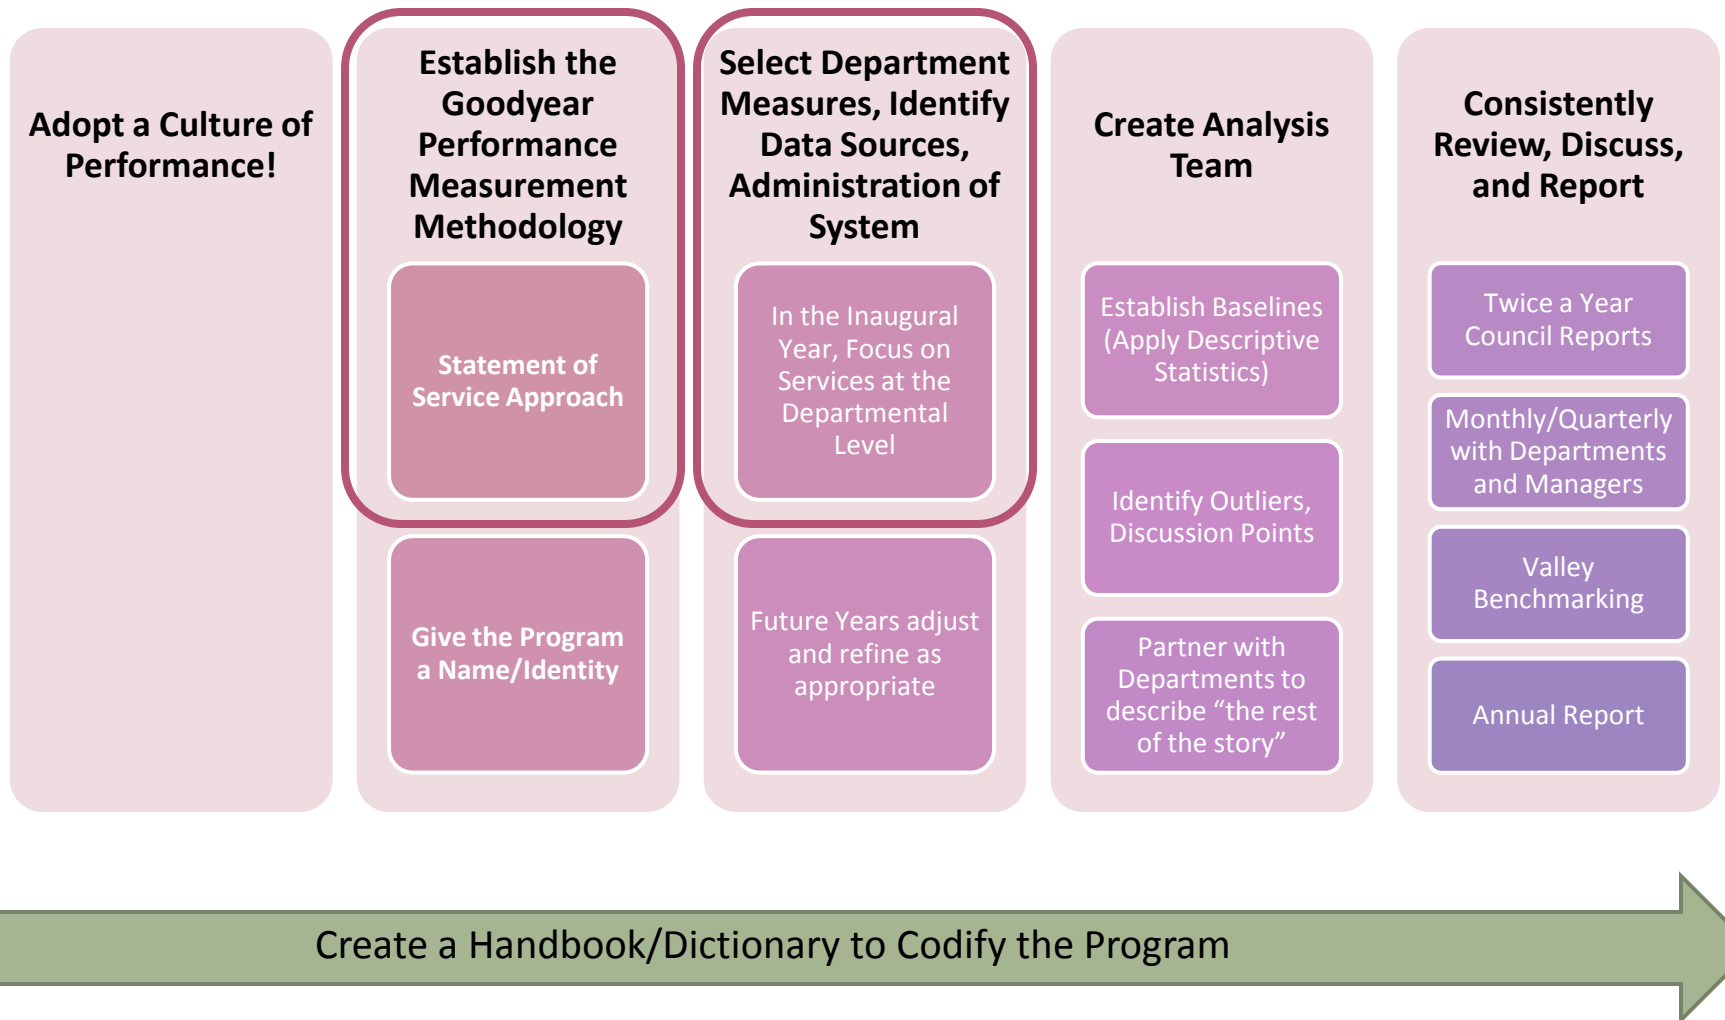 Adopt a Culture of
Performance!
Establish the
Goodyear
Performance
Measurement
Methodology
Statement of
Service Approach
Give the Program
a Name/Identity
Select Department
Measures, Identify
Data Sources,
Administration of
System
In the Inaugural
Year, Focus on
Services at the
Departmental
Level
Future Years adjust
and refine as
appropriate
Create Analysis
Team
Establish Baselines
(Apply Descriptive
Statistics)
Identify Outliers,
Discussion Points
Partner with
Departments to
describe “the rest
of the story”
Consistently
Review, Discuss,
and Report
Twice a Year
Council Reports
Monthly/Quarterly
with Departments
and Managers
Valley
Benchmarking
Annual Report
Create a Handbook/Dictionary to Codify the Program